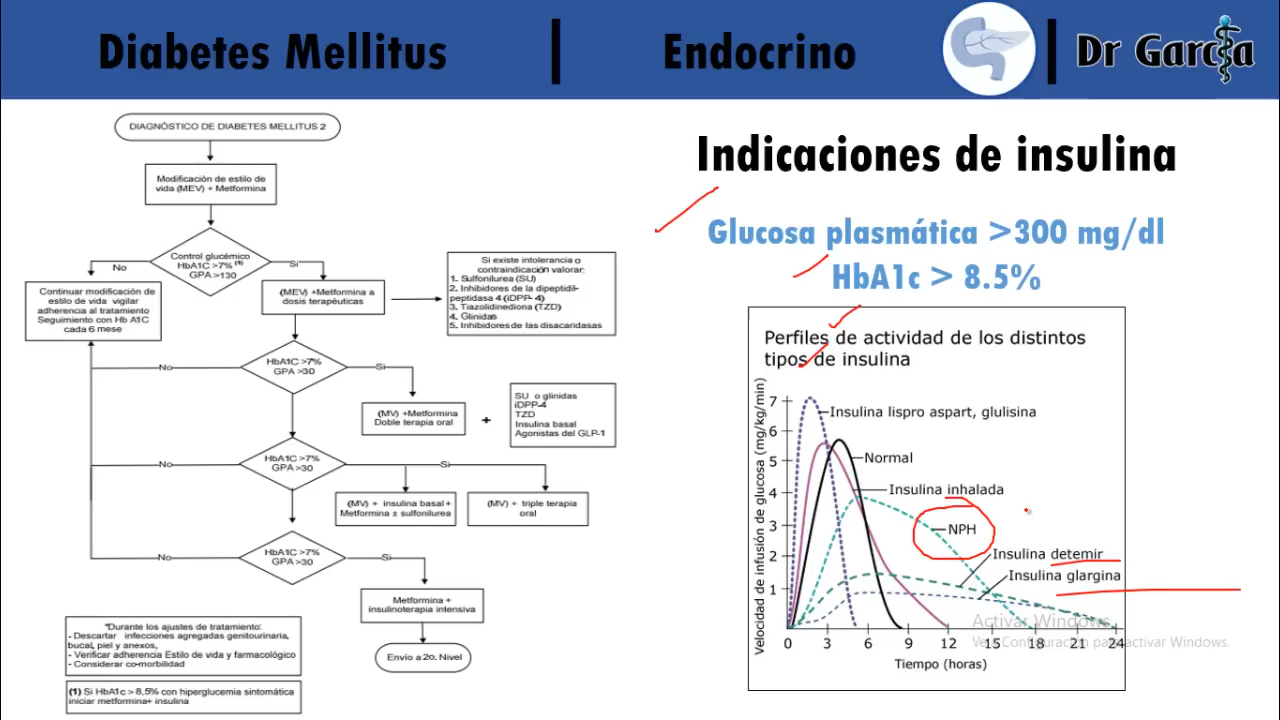 Diabetes Mellitus | Endocrino | Dr García
DIAGNÓSTICO DE DIABETES MELLITUS 2
Modificación de estilo de
vida (MEV) + Metformina
Control glucémico
HbA1C >7% (1)
GPA >130
No
Si
Continuar modificación de
estilo de vida vigilar
adherencia al tratamiento
Seguimiento con Hb A1C
cada 6 mese
(MEV) +Metformina a
dosis terapéuticas
Si existe intolerancia o
contraindicación valorar;
1. Sulfonilurea (SU)
2. Inhibidores de la dipeptidil-
peptidasa 4 (iDPP- 4)
3. Tiazolidinediona (TZD)
4. Glinidas
5. Inhibidores de las disacaridasas
HbA1C >7%
GPA >30
No
Si
(MV) +Metformina
Doble terapia oral
+
SU o glinidas
iDPP-4
TZD
Insulina basal
Agonistas del GLP-1
HbA1C >7%
GPA >30
No
Si
(MV) + insulina basal +
Metformina ± sulfonilurea
(MV) + triple terapia
oral
HbA1C >7%
GPA >30
No
Si
Metformina +
insulinoterapia intensiva
Envío a 2o. Nivel
*Durante los ajustes de tratamiento:
- Descartar infecciones agregadas genitourinaria,
bucal, piel y anexos,
- Verificar adherencia Estilo de vida y farmacológico
- Considerar co-morbilidad
(1) Si HbA1c > 8,5% con hiperglucemia sintomática
iniciar metformina+ insulina
Indicaciones de insulina
Glucosa plasmática >300 mg/dl
HbA1c > 8.5%
Perfiles de actividad de los distintos
tipos de insulina
Velocidad de infusión de glucosa (mg/kg/min)
7
6
5
4
3
2
1
Insulina lispro aspart, glulisina
Normal
Insulina inhalada
NPH
Insulina detemir
Insulina glargina
0 3 6 9 12 15 18 21 24
Tiempo (horas)
Activar Windows
Ve a Configuración para activar Windows.